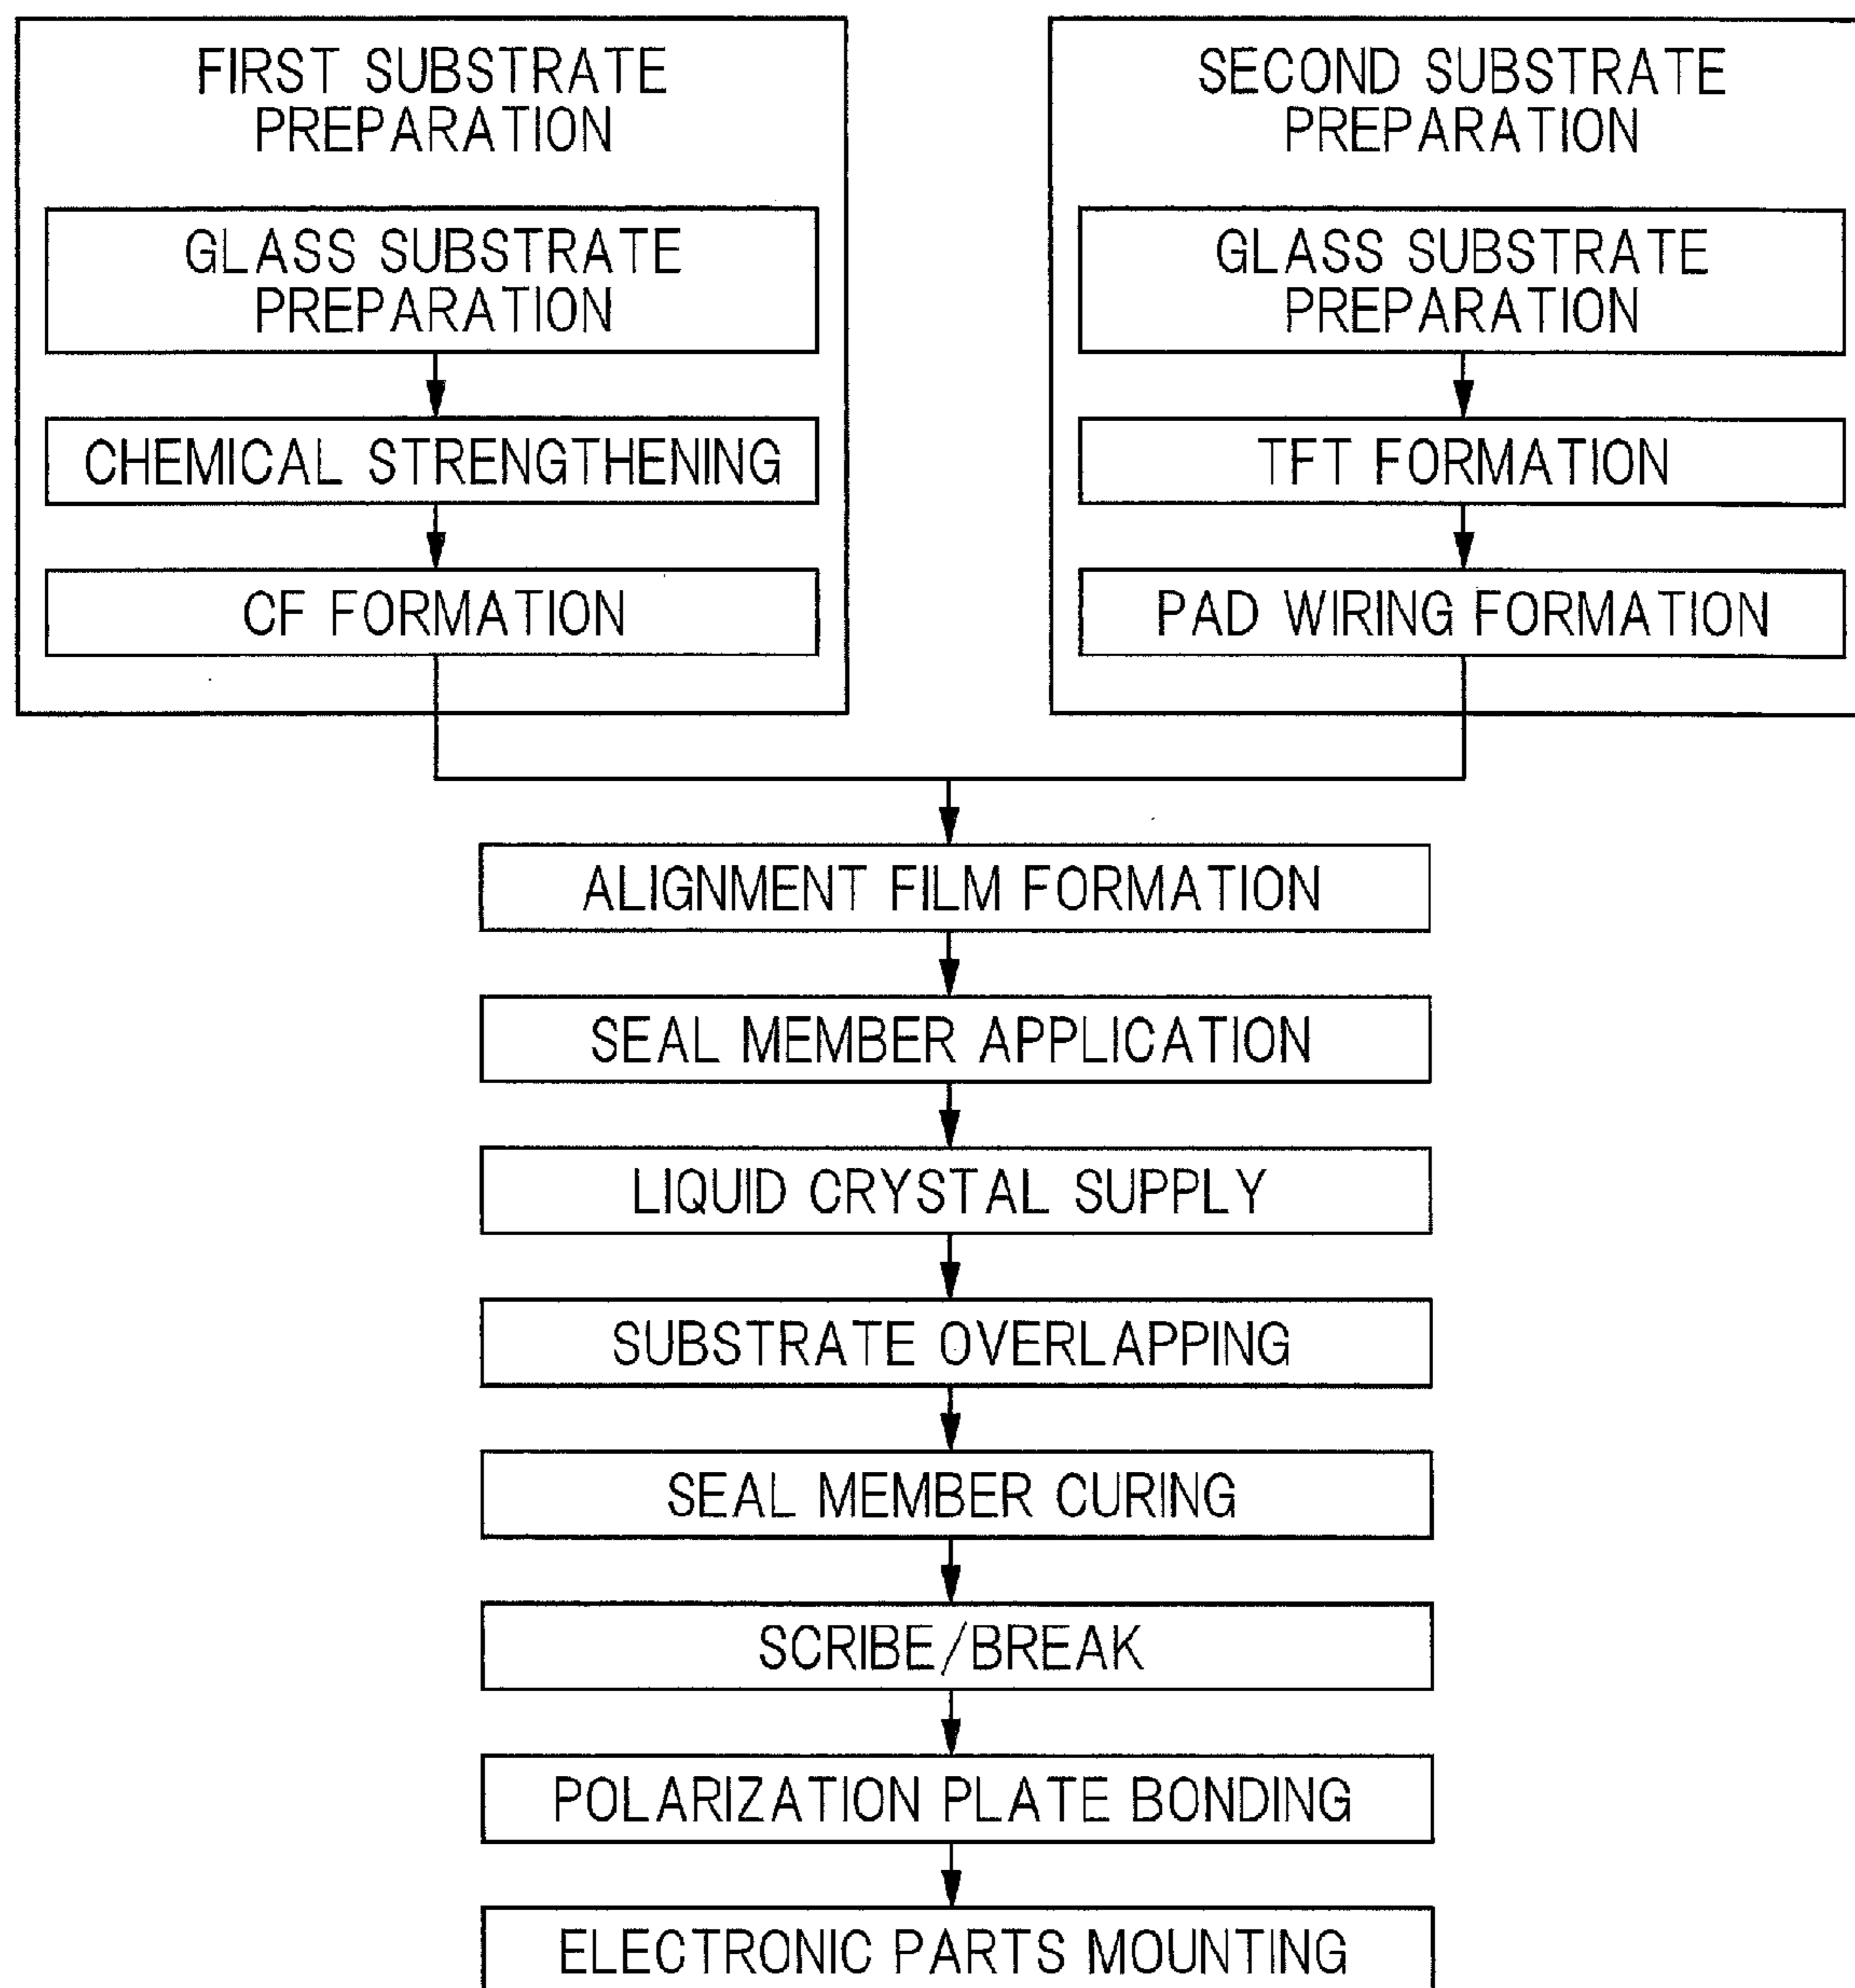 FIRST SUBSTRATE
PREPARATION
GLASS SUBSTRATE
PREPARATION
CHEMICAL STRENGTHENING
CF FORMATION
SECOND SUBSTRATE
PREPARATION
GLASS SUBSTRATE
PREPARATION
TFT FORMATION
PAD WIRING FORMATION
ALIGNMENT FILM FORMATION
SEAL MEMBER APPLICATION
LIQUID CRYSTAL SUPPLY
SUBSTRATE OVERLAPPING
SEAL MEMBER CURING
SCRIBE/BREAK
POLARIZATION PLATE BONDING
ELECTRONIC PARTS MOUNTING